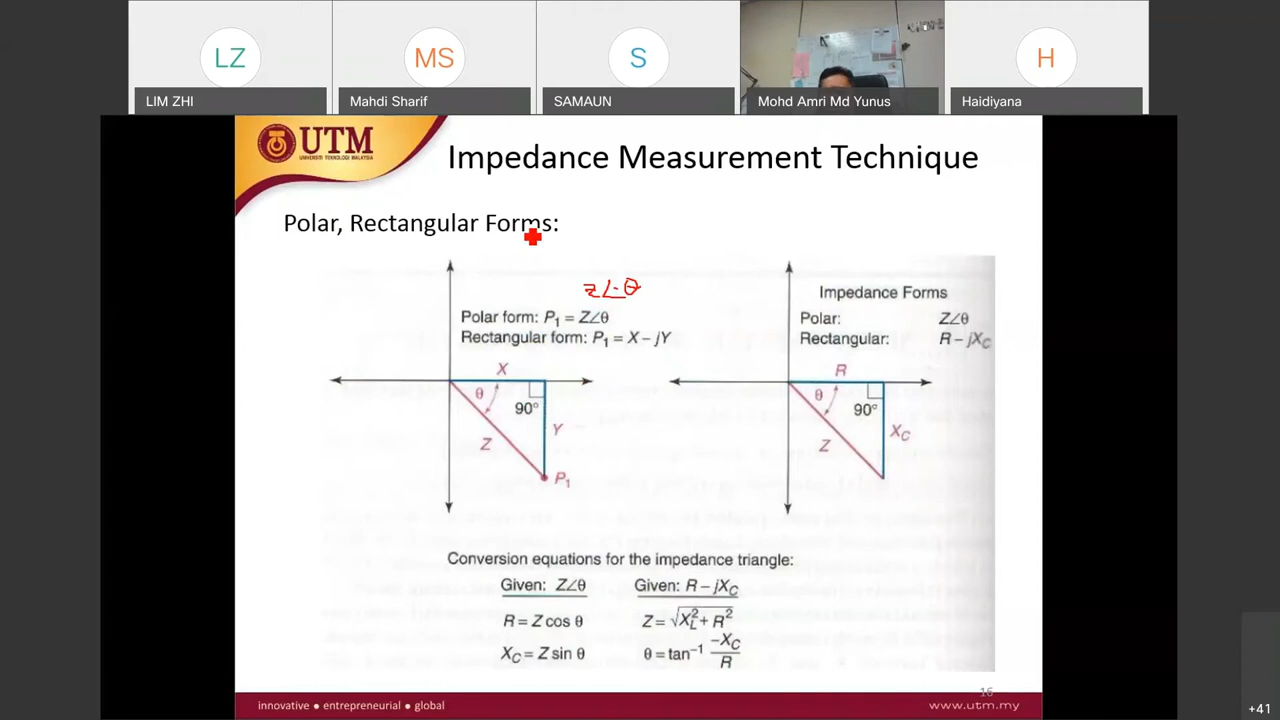 LZ
MS
S
H
LIM ZHI
Mahdi Sharif
SAMAUN
Mohd Amri Md Yunus
Haidiyana
UTM
UNIVERSITI TEKNOLOGI MALAYSIA
Impedance Measurement Technique
Polar, Rectangular Forms:
Z∠-θ
Polar form: P₁ = Z∠θ
Rectangular form: P₁ = X – jY
X
θ
90°
Y
Z
P₁
Impedance Forms
Polar: Z∠θ
Rectangular: R – jX_C
R
θ
90°
X_C
Z
Conversion equations for the impedance triangle:
Given: Z∠θ
R = Z cos θ
X_C = Z sin θ
Given: R – jX_C
Z = √X_L² + R²
θ = tan⁻¹ –X_C / R
16
innovative ● entrepreneurial ● global
www.utm.my
+41